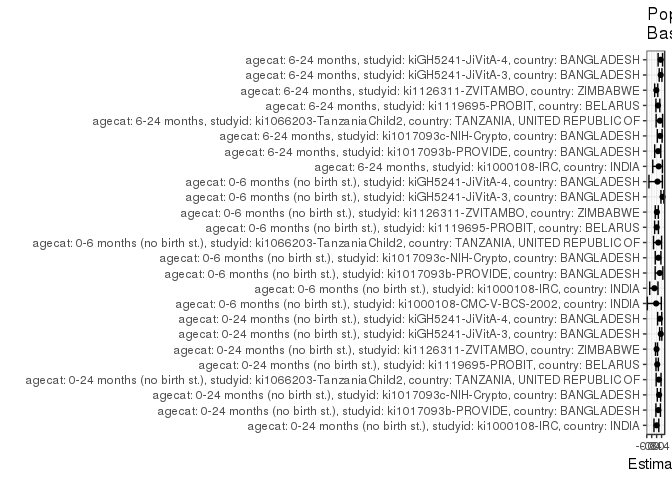 Pop
Bas
agecat: 6-24 months, studyid: kiGH5241-JiVitA-4, country: BANGLADESH
agecat: 6-24 months, studyid: kiGH5241-JiVitA-3, country: BANGLADESH
agecat: 6-24 months, studyid: ki1126311-ZVITAMBO, country: ZIMBABWE
agecat: 6-24 months, studyid: ki1119695-PROBIT, country: BELARUS
agecat: 6-24 months, studyid: ki1066203-TanzaniaChild2, country: TANZANIA, UNITED REPUBLIC OF
agecat: 6-24 months, studyid: ki1017093c-NIH-Crypto, country: BANGLADESH
agecat: 6-24 months, studyid: ki1017093b-PROVIDE, country: BANGLADESH
agecat: 6-24 months, studyid: ki1000108-IRC, country: INDIA
agecat: 0-6 months (no birth st.), studyid: kiGH5241-JiVitA-4, country: BANGLADESH
agecat: 0-6 months (no birth st.), studyid: kiGH5241-JiVitA-3, country: BANGLADESH
agecat: 0-6 months (no birth st.), studyid: ki1126311-ZVITAMBO, country: ZIMBABWE
agecat: 0-6 months (no birth st.), studyid: ki1119695-PROBIT, country: BELARUS
agecat: 0-6 months (no birth st.), studyid: ki1066203-TanzaniaChild2, country: TANZANIA, UNITED REPUBLIC OF
agecat: 0-6 months (no birth st.), studyid: ki1017093c-NIH-Crypto, country: BANGLADESH
agecat: 0-6 months (no birth st.), studyid: ki1017093b-PROVIDE, country: BANGLADESH
agecat: 0-6 months (no birth st.), studyid: ki1000108-IRC, country: INDIA
agecat: 0-6 months (no birth st.), studyid: ki1000108-CMC-V-BCS-2002, country: INDIA
agecat: 0-24 months (no birth st.), studyid: kiGH5241-JiVitA-4, country: BANGLADESH
agecat: 0-24 months (no birth st.), studyid: kiGH5241-JiVitA-3, country: BANGLADESH
agecat: 0-24 months (no birth st.), studyid: ki1126311-ZVITAMBO, country: ZIMBABWE
agecat: 0-24 months (no birth st.), studyid: ki1119695-PROBIT, country: BELARUS
agecat: 0-24 months (no birth st.), studyid: ki1066203-TanzaniaChild2, country: TANZANIA, UNITED REPUBLIC OF
agecat: 0-24 months (no birth st.), studyid: ki1017093c-NIH-Crypto, country: BANGLADESH
agecat: 0-24 months (no birth st.), studyid: ki1017093b-PROVIDE, country: BANGLADESH
agecat: 0-24 months (no birth st.), studyid: ki1000108-IRC, country: INDIA
Estima